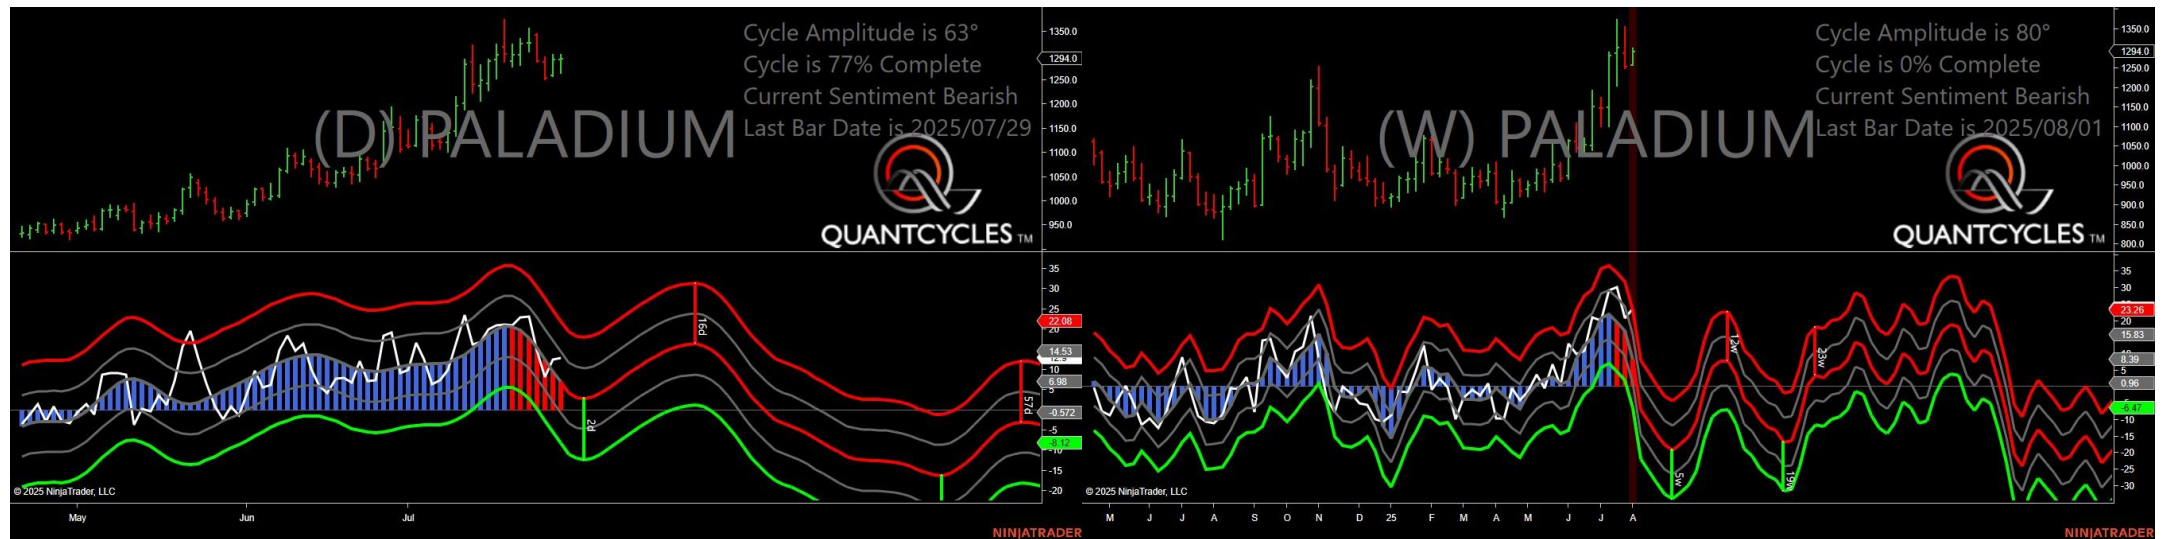 Cycle Amplitude is 63°
Cycle is 77% Complete
Current Sentiment Bearish
Last Bar Date is 2025/07/29
(D) PALADIUM
QUANTCYCLES TM
1350.0
1294.0
1250.0
1200.0
1150.0
1100.0
1050.0
1000.0
950.0
35
30
25
22.08
20
14.53
10
6.98
5
-0.572
-5
-8.12
-10
-15
-20
2d
16d
57d
© 2025 NinjaTrader, LLC
May Jun Jul
NINJATRADER
Cycle Amplitude is 80°
Cycle is 0% Complete
Current Sentiment Bearish
Last Bar Date is 2025/08/01
(W) PALADIUM
QUANTCYCLES TM
1350.0
1294.0
1250.0
1200.0
1150.0
1100.0
1050.0
1000.0
950.0
900.0
850.0
800.0
35
30
23.26
20
15.83
8.39
5
0.96
-6.47
-10
-15
-20
-30
5w
12w
19w
23w
© 2025 NinjaTrader, LLC
M J J A S O N D 25 F M A M J J A
NINJATRADER